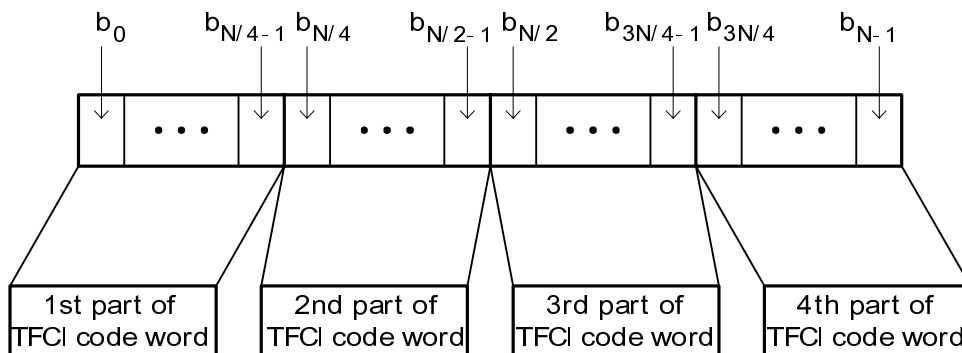 b0 bN/4-1 bN/4 bN/2-1 bN/2 b3N/4-1 b3N/4 bN-1
1st part of
TFCI code word
2nd part of
TFCI code word
3rd part of
TFCI code word
4th part of
TFCI code word